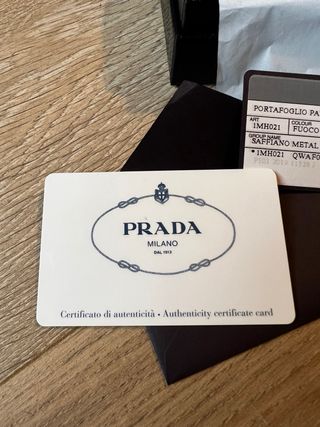 PORTAFOGLIO PA
ART. COLOUR
1MH021 FUOCO
GROUP NAME
SAFFIANO METAL
*1MH021 QWAF0
PRADA
MILANO
DAL 1913
Certificato di autenticità • Authenticity certificate card